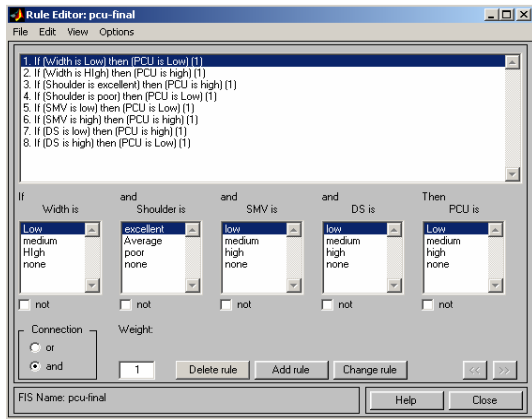 Rule Editor: pcu-final
File Edit View Options
1. If (Width is Low) then (PCU is Low) (1)
2. If (Width is HIgh) then (PCU is high) (1)
3. If (Shoulder is excellent) then (PCU is high) (1)
4. If (Shoulder is poor) then (PCU is Low) (1)
5. If (SMV is low) then (PCU is Low) (1)
6. If (SMV is high) then (PCU is high) (1)
7. If (DS is low) then (PCU is high) (1)
8. If (DS is high) then (PCU is Low) (1)
If and and and Then
Width is Shoulder is SMV is DS is PCU is
Low excellent low low Low
medium Average medium medium medium
HIgh poor high high high
none none none none none
not not not not not
Connection Weight:
or
and 1 Delete rule Add rule Change rule << >>
FIS Name: pcu-final Help Close